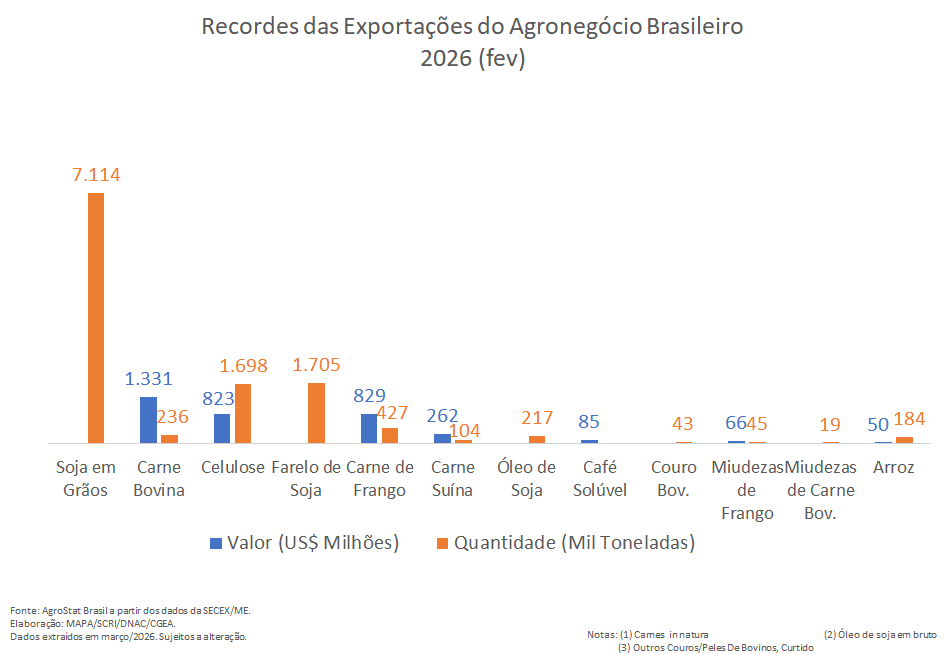 Recordes das Exportações do Agronegócio Brasileiro
2026 (fev)
7.114
1.331
236
823
1.698
1.705
829
427
262
104
217
85
43
66
45
19
50
184
Soja em
Grãos
Carne
Bovina
Celulose
Farelo de
Soja
Carne de
Frango
Carne
Suína
Óleo de
Soja
Café
Solúvel
Couro
Bov.
Miudezas
de
Frango
Miudezas
de Carne
Bov.
Arroz
Valor (US$ Milhões)
Quantidade (Mil Toneladas)
Fonte: AgroStat Brasil a partir dos dados da SECEX/ME.
Elaboração: MAPA/SCRI/DNAC/CGEA.
Dados extraídos em março/2026. Sujeitos a alteração.
Notas: (1) Carnes in natura
(2) Óleo de soja em bruto
(3) Outros Couros/Peles De Bovinos, Curtido